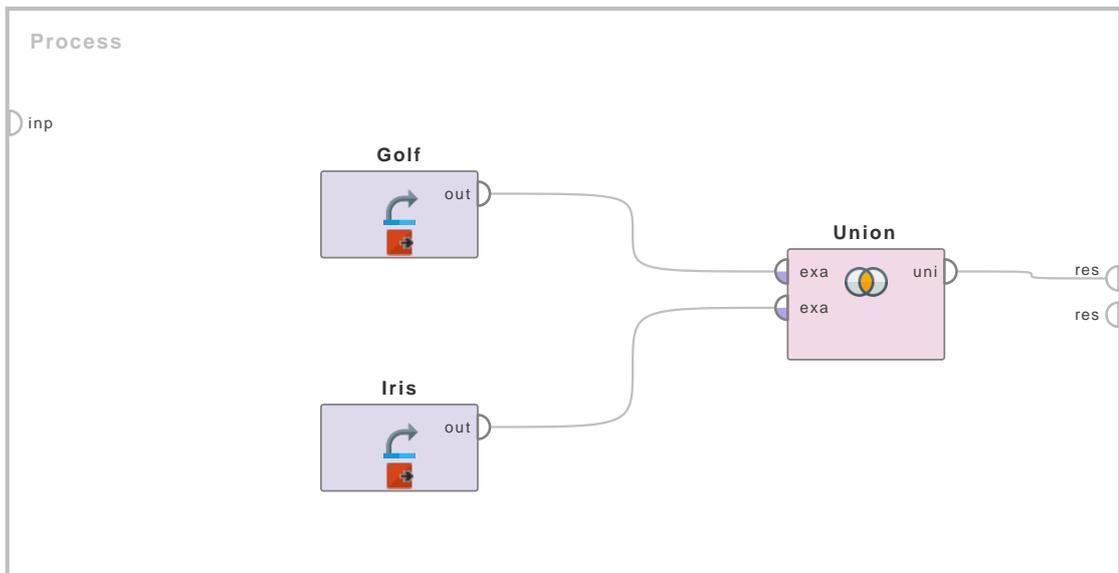 Process
inp
Golf
out
Union
exa
uni
res
exa
res
Iris
out